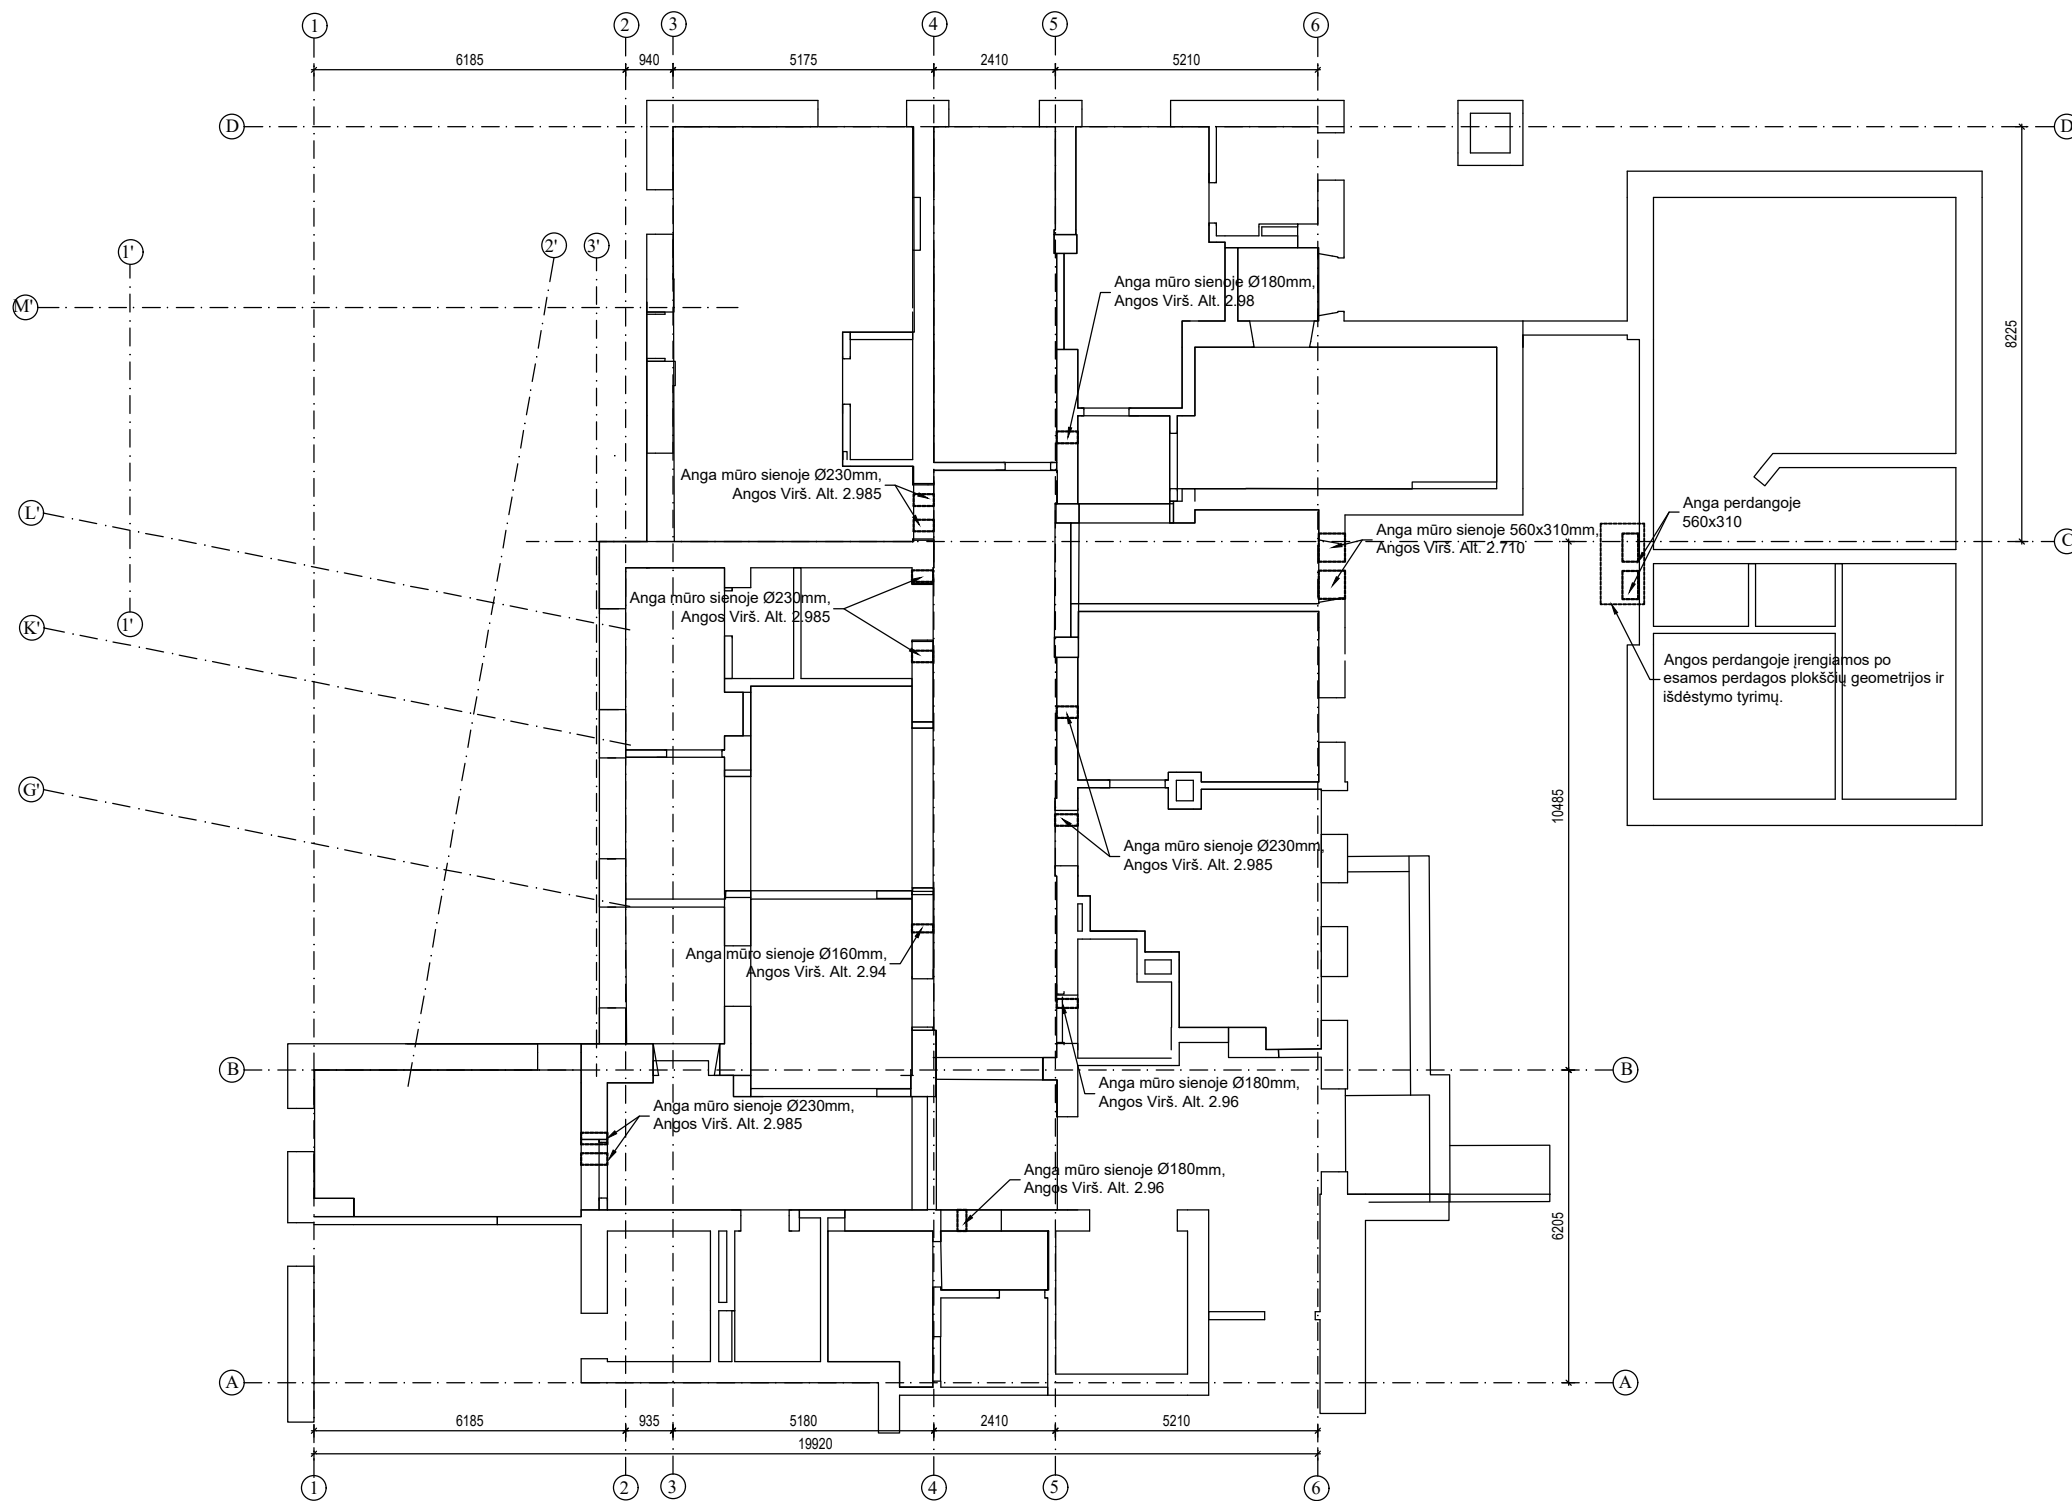 1
2
3
4
5
6
6185
940
5175
2410
5210
D
D
1'
2'
3'
M'
8225
Anga mūro sienoje Ø180mm,
Angos Virš. Alt. 2.98
Anga mūro sienoje Ø230mm,
Angos Virš. Alt. 2.985
L'
Anga perdangoje
560x310
Anga mūro sienoje 560x310mm,
Angos Virš. Alt. 2.710
C
Anga mūro sienoje Ø230mm,
Angos Virš. Alt. 2.985
1'
K'
Angos perdangoje įrengiamos po
esamos perdagos plokščių geometrijos ir
išdėstymo tyrimų.
G'
10485
Anga mūro sienoje Ø230mm,
Angos Virš. Alt. 2.985
Anga mūro sienoje Ø160mm,
Angos Virš. Alt. 2.94
B
B
Anga mūro sienoje Ø180mm,
Angos Virš. Alt. 2.96
Anga mūro sienoje Ø230mm,
Angos Virš. Alt. 2.985
Anga mūro sienoje Ø180mm,
Angos Virš. Alt. 2.96
6205
A
A
6185
935
5180
2410
5210
19920
1
2
3
4
5
6